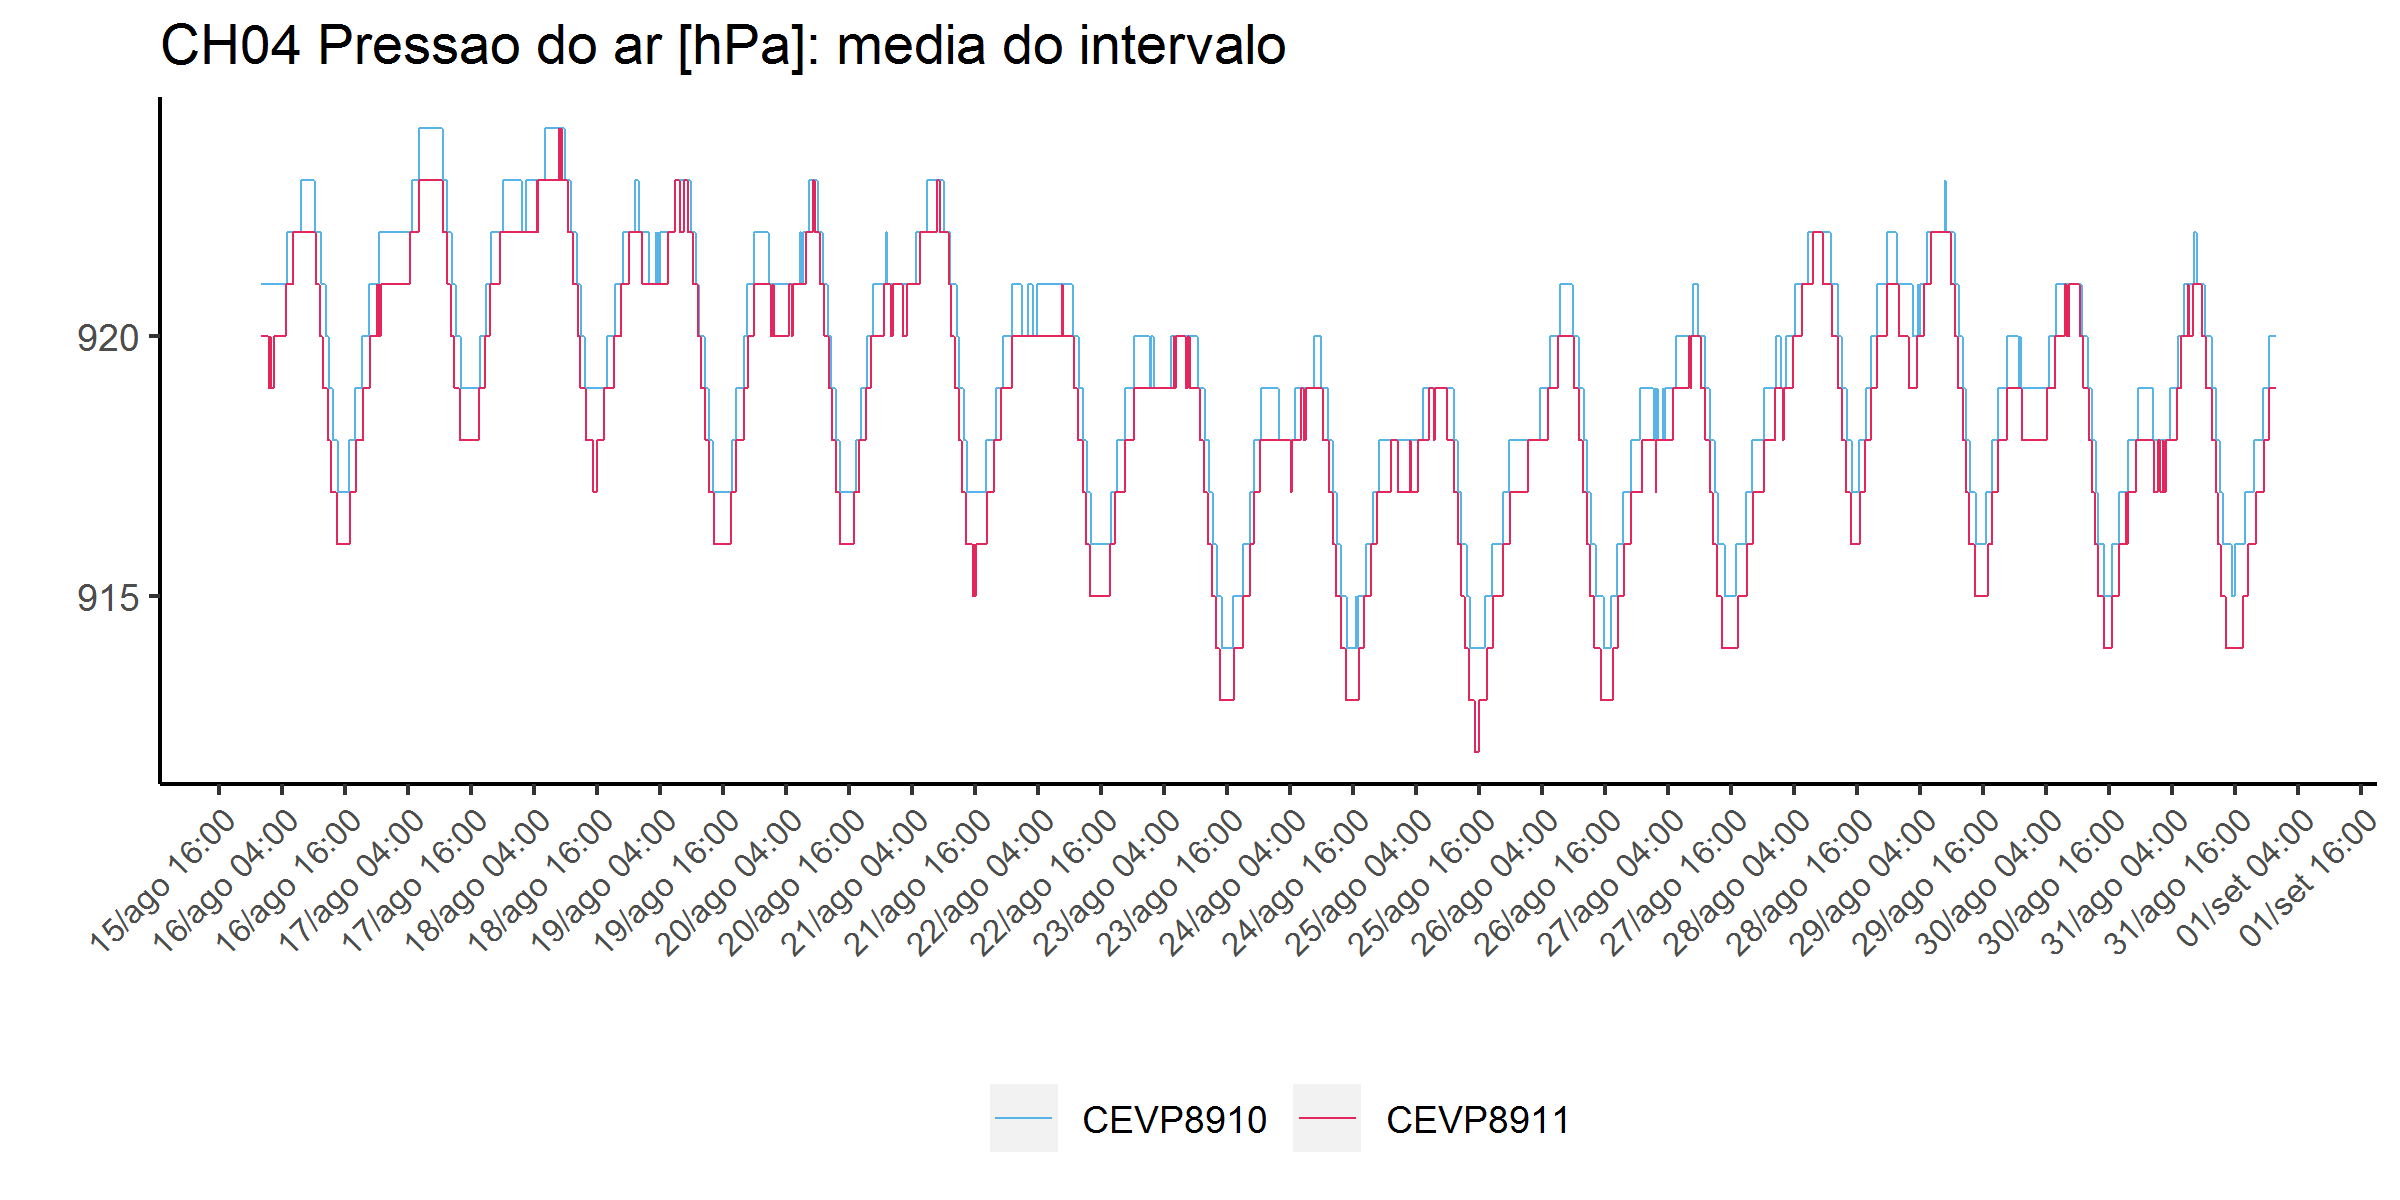 CH04 Pressao do ar [hPa]: media do intervalo
920
915
15/ago 16:00
16/ago 04:00
16/ago 16:00
17/ago 04:00
17/ago 16:00
18/ago 04:00
18/ago 16:00
19/ago 04:00
19/ago 16:00
20/ago 04:00
20/ago 16:00
21/ago 04:00
21/ago 16:00
22/ago 04:00
22/ago 16:00
23/ago 04:00
23/ago 16:00
24/ago 04:00
24/ago 16:00
25/ago 04:00
25/ago 16:00
26/ago 04:00
26/ago 16:00
27/ago 04:00
27/ago 16:00
28/ago 04:00
28/ago 16:00
29/ago 04:00
29/ago 16:00
30/ago 04:00
30/ago 16:00
31/ago 04:00
31/ago 16:00
01/set 04:00
01/set 16:00
CEVP8910
CEVP8911